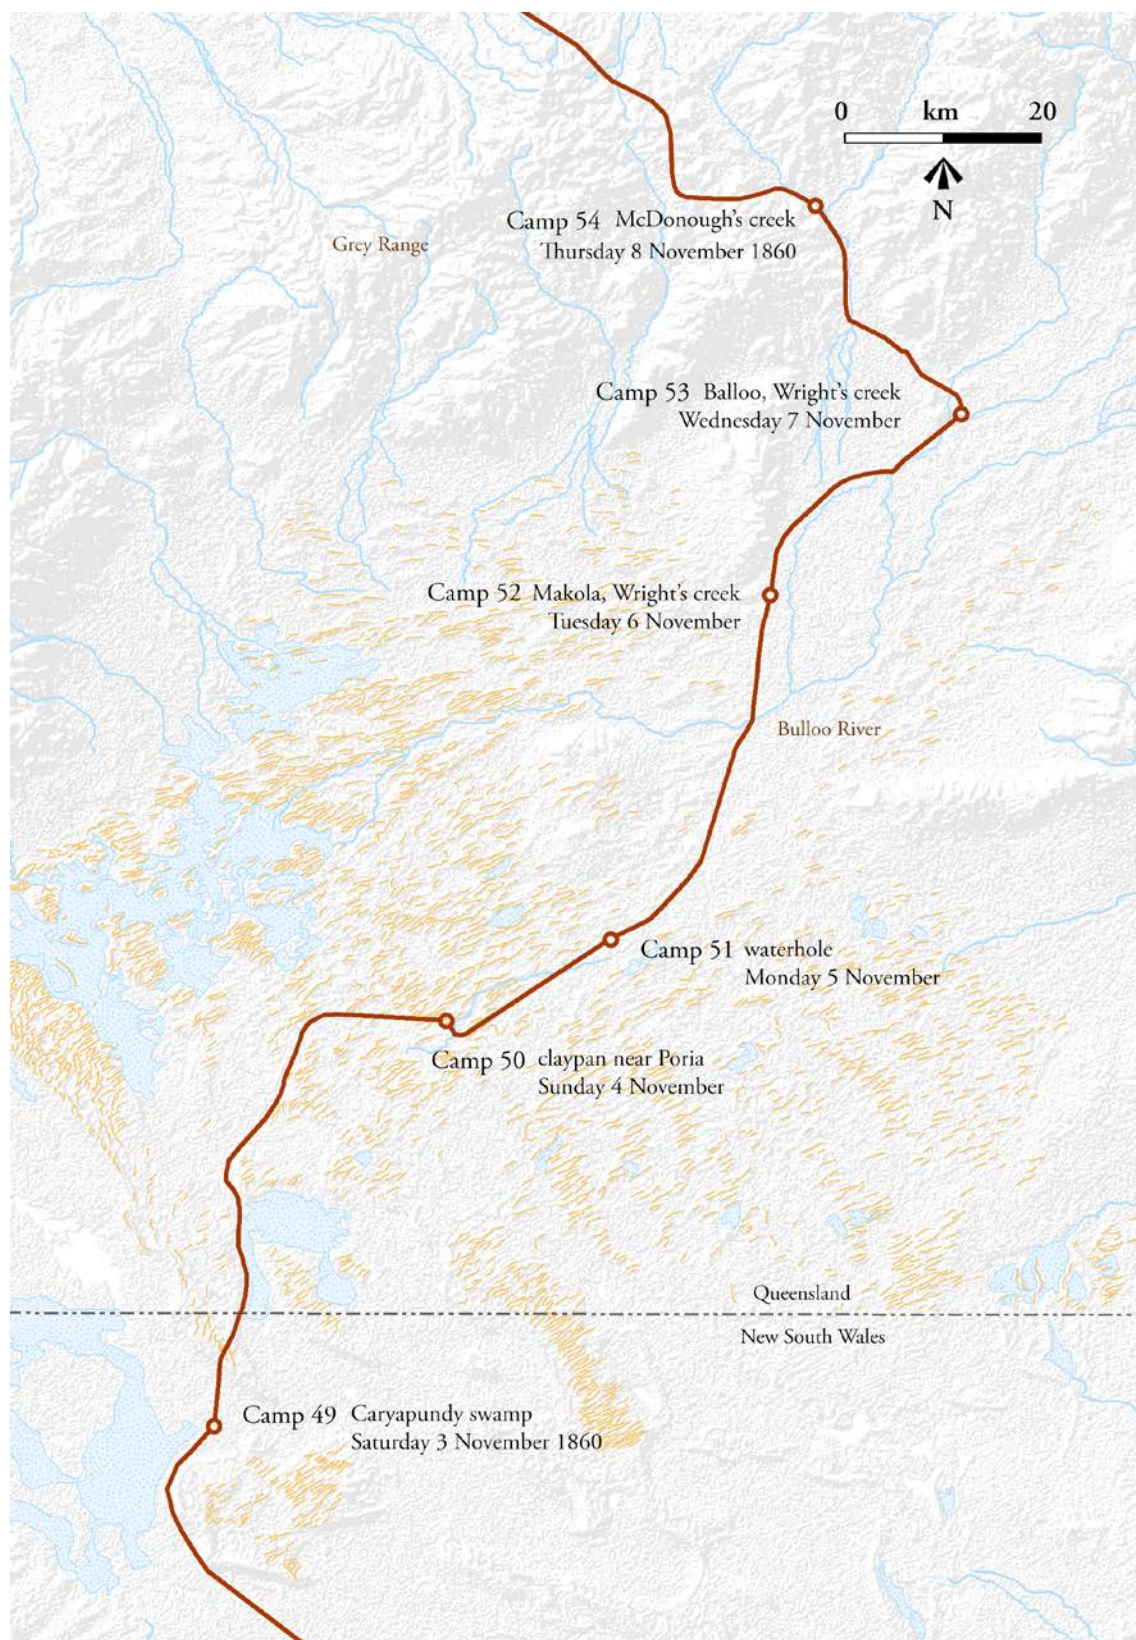 0 km 20
N
Camp 54 McDonough's creek
Thursday 8 November 1860
Grey Range
Camp 53 Balloo, Wright's creek
Wednesday 7 November
Camp 52 Makola, Wright's creek
Tuesday 6 November
Bulloo River
Camp 51 waterhole
Monday 5 November
Camp 50 claypan near Poria
Sunday 4 November
Queensland
New South Wales
Camp 49 Caryapundy swamp
Saturday 3 November 1860